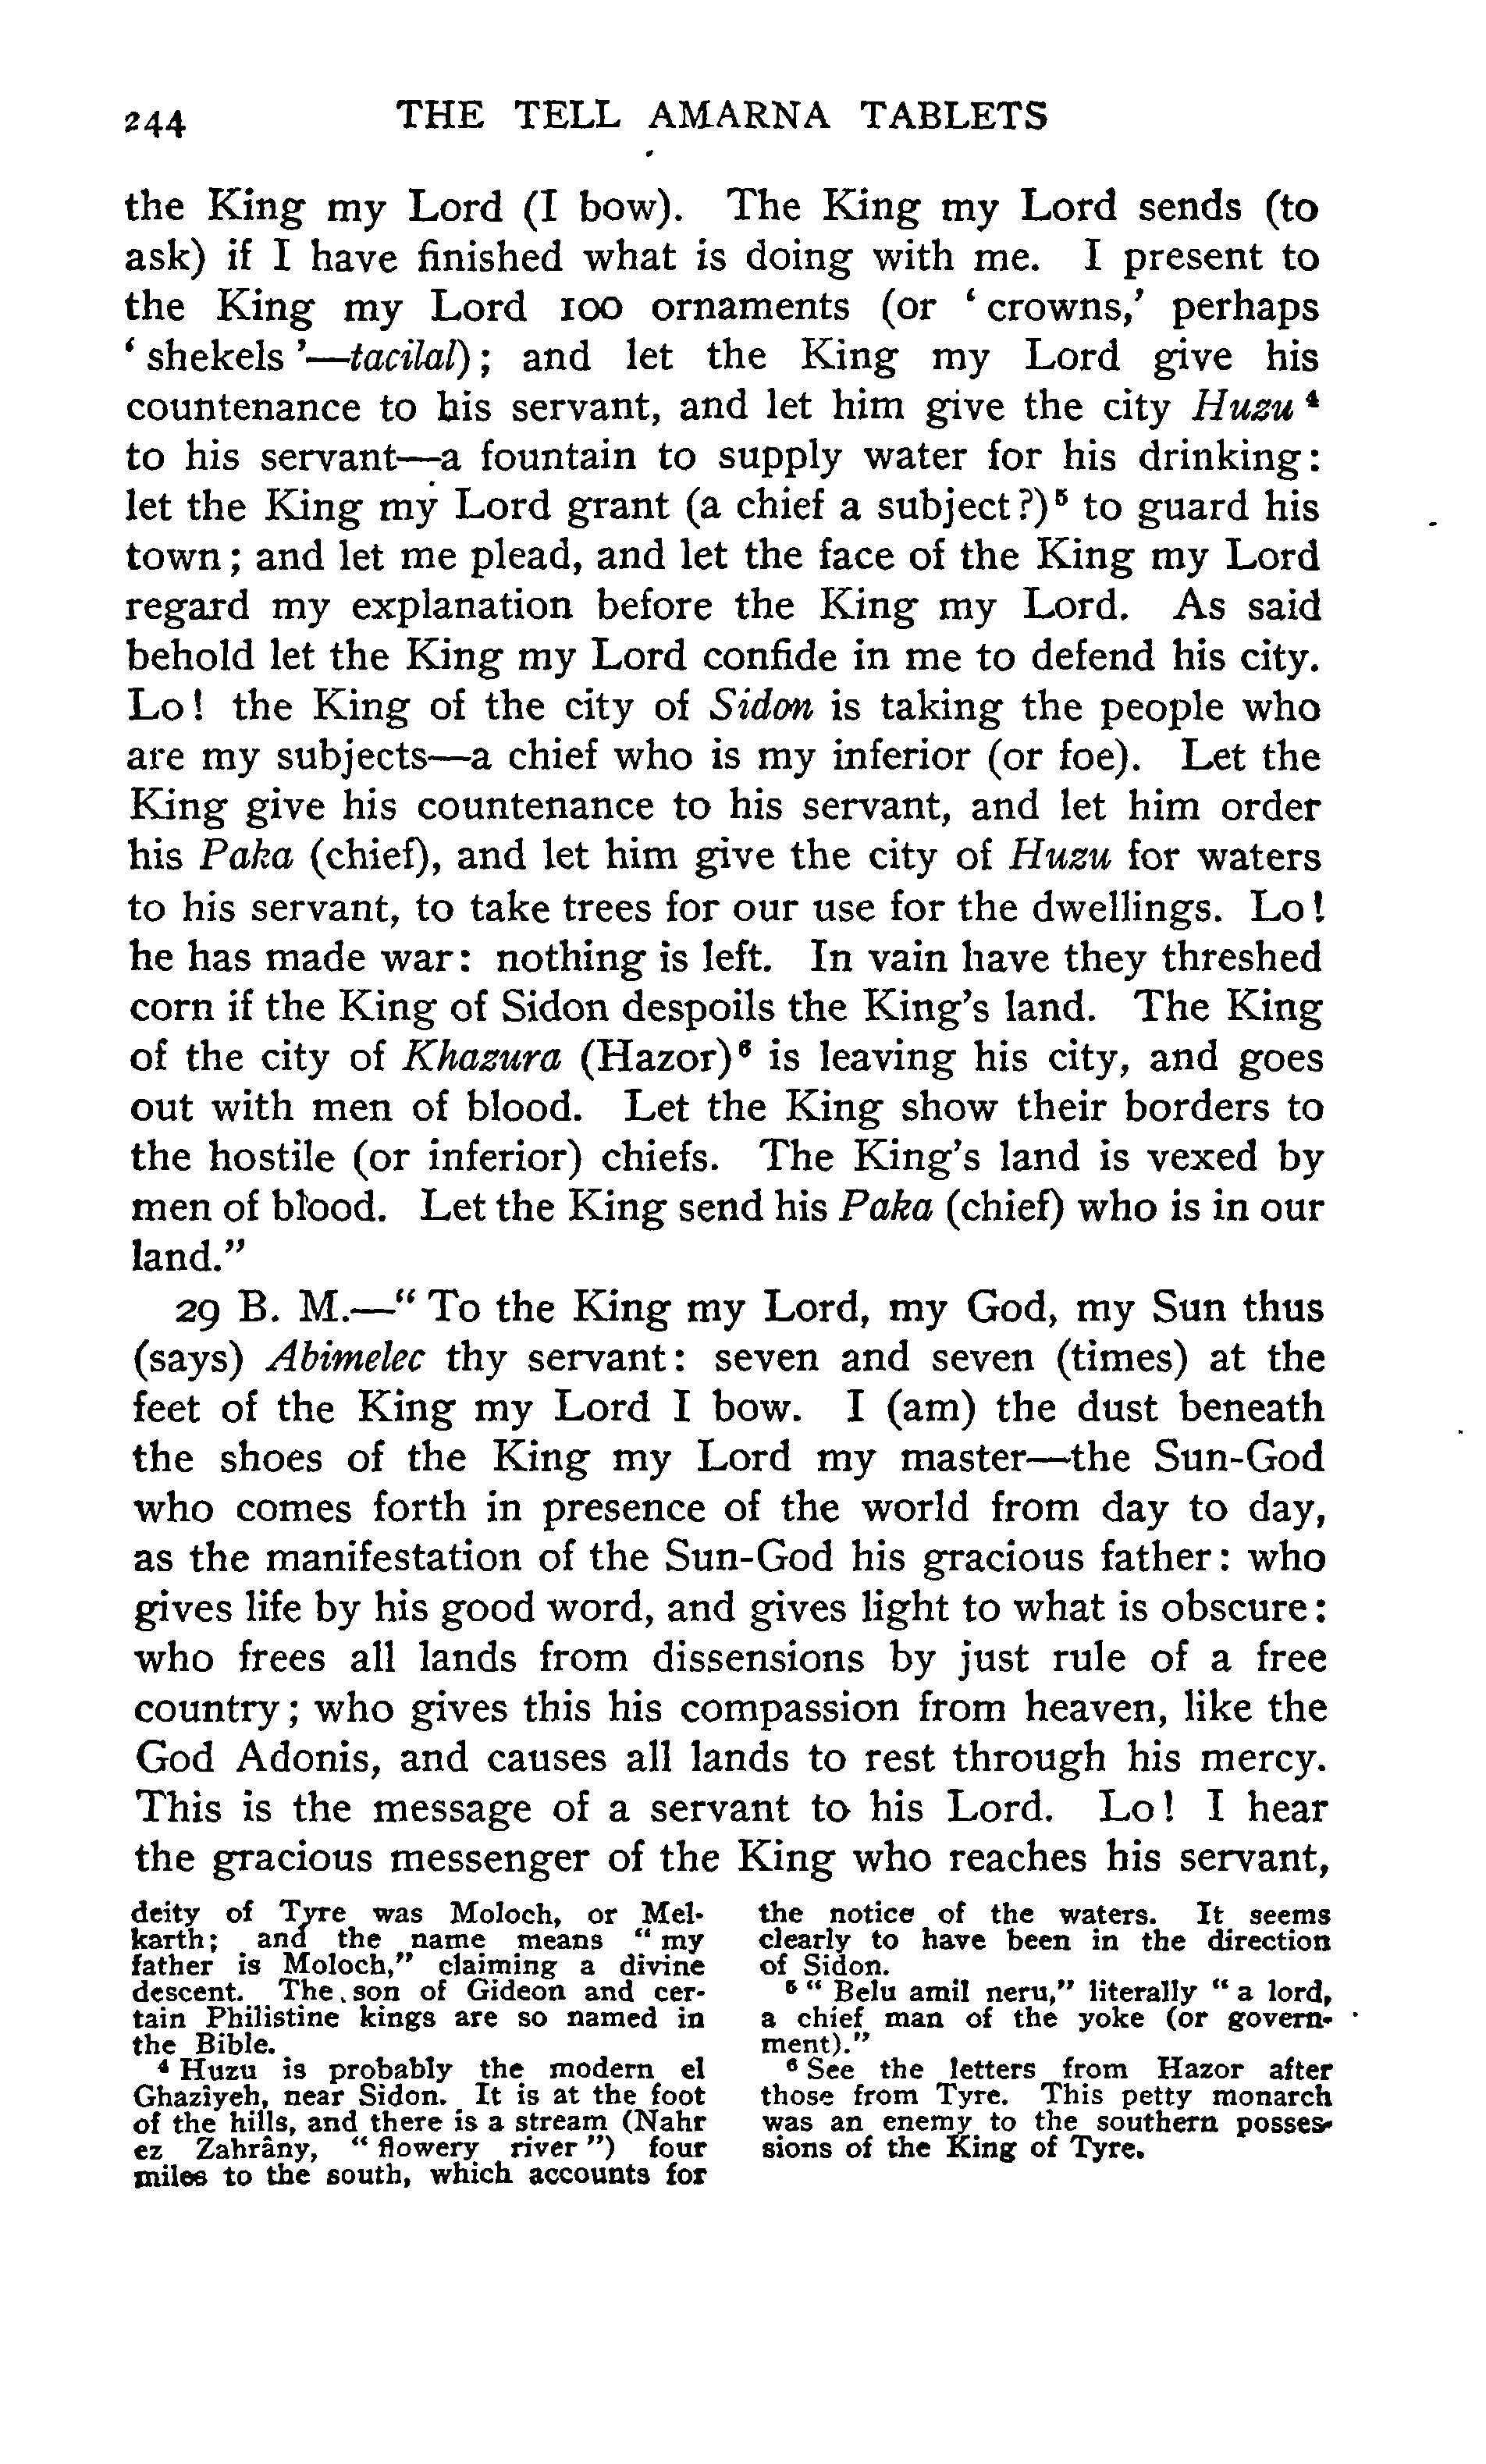 244 THE TELL AMARNA TABLETS
the King my Lord (I bow). The King my Lord sends (to
ask) if I have finished what is doing with me. I present to
the King my Lord 100 ornaments (or ‘crowns,’ perhaps
‘shekels’—tacilal); and let the King my Lord give his
countenance to his servant, and let him give the city Huzu ⁴
to his servant—a fountain to supply water for his drinking:
let the King my Lord grant (a chief a subject?)⁵ to guard his
town; and let me plead, and let the face of the King my Lord
regard my explanation before the King my Lord. As said
behold let the King my Lord confide in me to defend his city.
Lo! the King of the city of Sidon is taking the people who
are my subjects—a chief who is my inferior (or foe). Let the
King give his countenance to his servant, and let him order
his Paka (chief), and let him give the city of Huzu for waters
to his servant, to take trees for our use for the dwellings. Lo!
he has made war: nothing is left. In vain have they threshed
corn if the King of Sidon despoils the King’s land. The King
of the city of Khazura (Hazor)⁶ is leaving his city, and goes
out with men of blood. Let the King show their borders to
the hostile (or inferior) chiefs. The King’s land is vexed by
men of blood. Let the King send his Paka (chief) who is in our
land.”
29 B. M.—“To the King my Lord, my God, my Sun thus
(says) Abimelec thy servant: seven and seven (times) at the
feet of the King my Lord I bow. I (am) the dust beneath
the shoes of the King my Lord my master—the Sun-God
who comes forth in presence of the world from day to day,
as the manifestation of the Sun-God his gracious father: who
gives life by his good word, and gives light to what is obscure:
who frees all lands from dissensions by just rule of a free
country; who gives this his compassion from heaven, like the
God Adonis, and causes all lands to rest through his mercy.
This is the message of a servant to his Lord. Lo! I hear
the gracious messenger of the King who reaches his servant,
deity of Tyre was Moloch, or Mel-
karth; and the name means “my
father is Moloch,” claiming a divine
descent. The son of Gideon and cer-
tain Philistine kings are so named in
the Bible.
⁴ Huzu is probably the modern el
Ghazîyeh, near Sidon. It is at the foot
of the hills, and there is a stream (Nahr
ez Zahrâny, “flowery river”) four
miles to the south, which accounts for
the notice of the waters. It seems
clearly to have been in the direction
of Sidon.
⁵ “Belu amil neru,” literally “a lord,
a chief man of the yoke (or govern-
ment).”
⁶ See the letters from Hazor after
those from Tyre. This petty monarch
was an enemy to the southern posses-
sions of the King of Tyre.